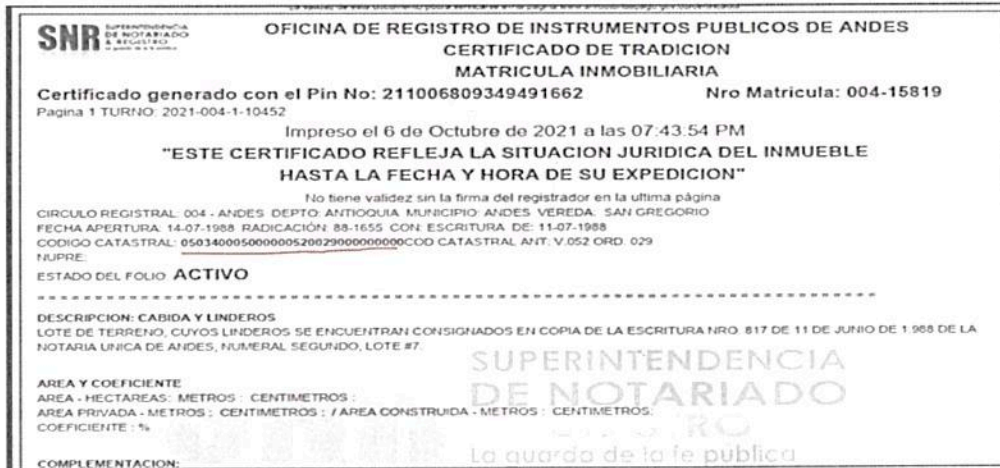 SNR SUPERINTENDENCIA DE NOTARIADO & REGISTRO
OFICINA DE REGISTRO DE INSTRUMENTOS PUBLICOS DE ANDES
CERTIFICADO DE TRADICION
MATRICULA INMOBILIARIA
Certificado generado con el Pin No: 211006809349491662 Nro Matricula: 004-15819
Pagina 1 TURNO: 2021-004-1-10452
Impreso el 6 de Octubre de 2021 a las 07:43:54 PM
"ESTE CERTIFICADO REFLEJA LA SITUACION JURIDICA DEL INMUEBLE
HASTA LA FECHA Y HORA DE SU EXPEDICION"
No tiene validez sin la firma del registrador en la ultima página
CIRCULO REGISTRAL: 004 - ANDES DEPTO: ANTIOQUIA MUNICIPIO: ANDES VEREDA: SAN GREGORIO
FECHA APERTURA: 14-07-1988 RADICACIÓN: 88-1655 CON: ESCRITURA DE: 11-07-1988
CODIGO CATASTRAL: COD CATASTRAL ANT: V.052 ORD. 029
NUPRE:
ESTADO DEL FOLIO: ACTIVO
DESCRIPCION: CABIDA Y LINDEROS
LOTE DE TERRENO, CUYOS LINDEROS SE ENCUENTRAN CONSIGNADOS EN COPIA DE LA ESCRITURA NRO. 817 DE 11 DE JUNIO DE 1.988 DE LA
NOTARIA UNICA DE ANDES, NUMERAL SEGUNDO, LOTE #7.
SUPERINTENDENCIA
DE NOTARIADO
AREA Y COEFICIENTE
AREA - HECTAREAS: METROS : CENTIMETROS :
AREA PRIVADA - METROS : CENTIMETROS : / AREA CONSTRUIDA - METROS : CENTIMETROS:
COEFICIENTE : %
La guarda de la fe publica
COMPLEMENTACION: